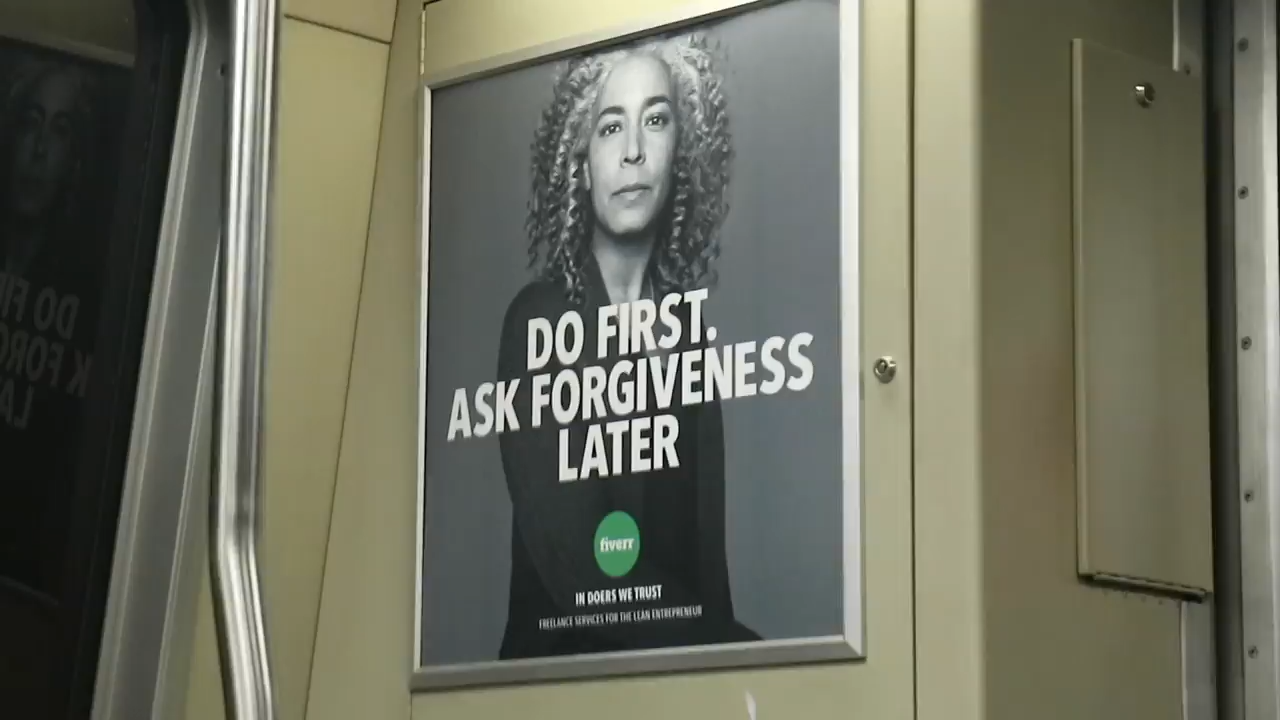 DO FIRST.
ASK FORGIVENESS
LATER
fiverr
IN DOERS WE TRUST
FREELANCE SERVICES FOR THE LEAN ENTREPRENEUR